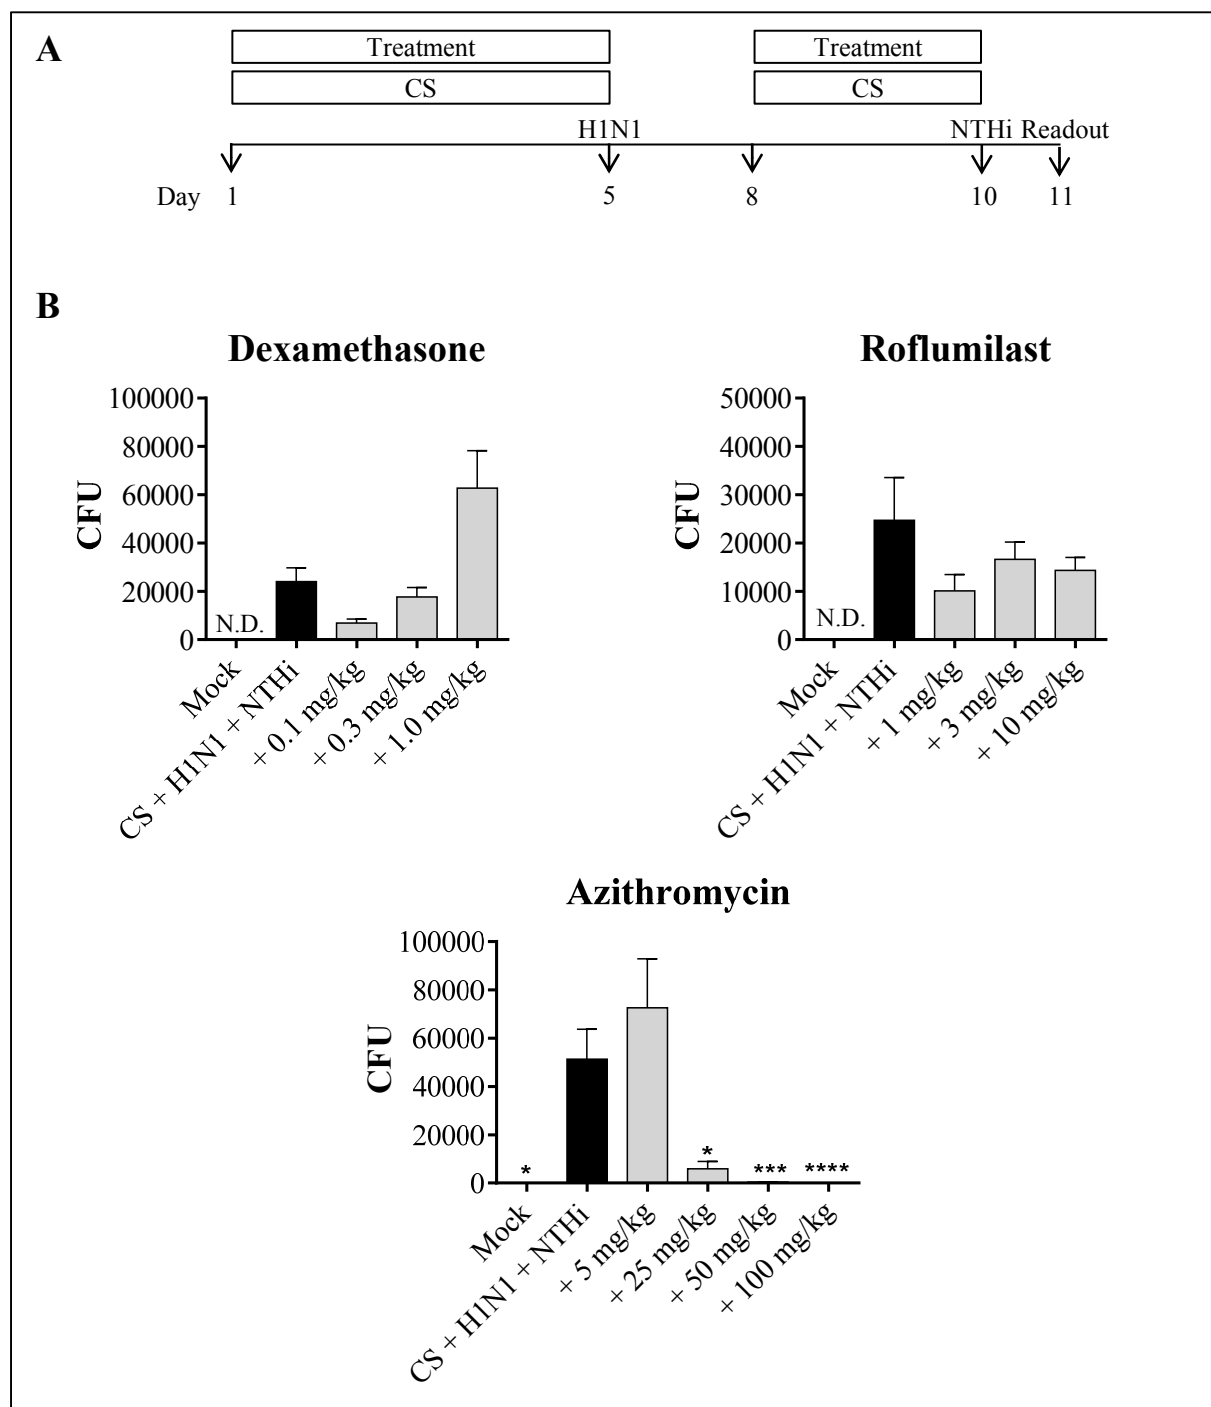 A
Treatment
Treatment
CS
CS
H1N1
NTHi Readout
Day 1 5 8 10 11
B
Dexamethasone
CFU
100000
80000
60000
40000
20000
0
N.D.
Mock
CS + H1N1 + NTHi
+ 0.1 mg/kg
+ 0.3 mg/kg
+ 1.0 mg/kg
Roflumilast
CFU
50000
40000
30000
20000
10000
0
N.D.
Mock
CS + H1N1 + NTHi
+ 1 mg/kg
+ 3 mg/kg
+ 10 mg/kg
Azithromycin
CFU
100000
80000
60000
40000
20000
0
*
*
***
****
Mock
CS + H1N1 + NTHi
+ 5 mg/kg
+ 25 mg/kg
+ 50 mg/kg
+ 100 mg/kg